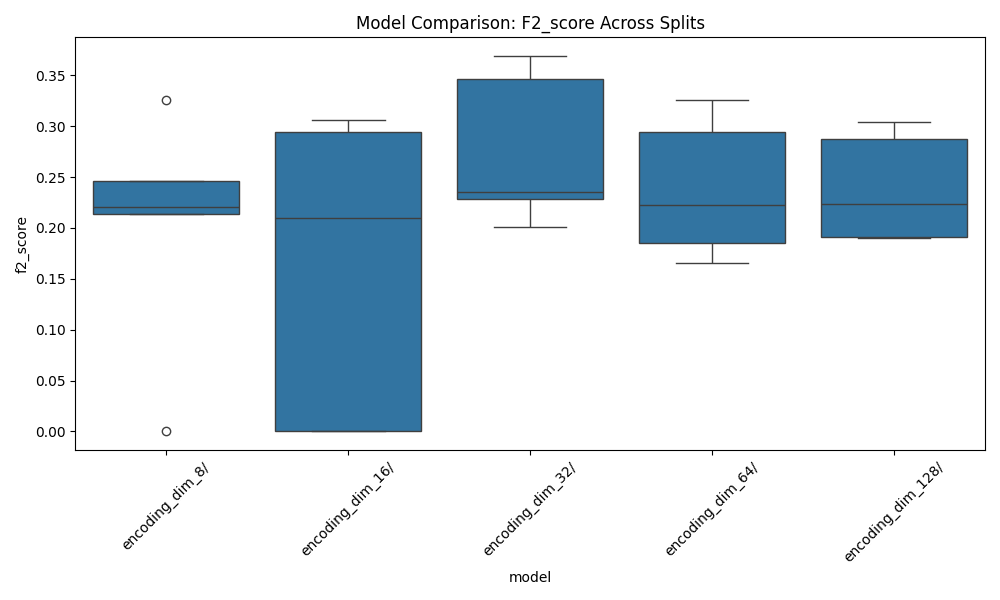 Model Comparison: F2_score Across Splits
f2_score
0.35
0.30
0.25
0.20
0.15
0.10
0.05
0.00
encoding_dim_8/
encoding_dim_16/
encoding_dim_32/
encoding_dim_64/
encoding_dim_128/
model